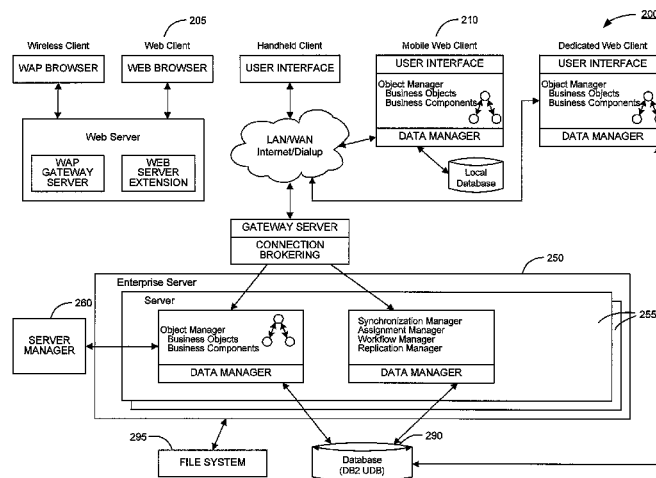 200
205
210
Wireless Client
WAP BROWSER
Web Client
WEB BROWSER
Handheld Client
USER INTERFACE
Mobile Web Client
USER INTERFACE
Object Manager
Business Objects
Business Components
DATA MANAGER
Dedicated Web Client
USER INTERFACE
Object Manager
Business Objects
Business Components
DATA MANAGER
Web Server
WAP
GATEWAY
SERVER
WEB
SERVER
EXTENSION
LAN/WAN
Internet/Dialup
Local
Database
GATEWAY SERVER
CONNECTION
BROKERING
250
Enterprise Server
255
260
SERVER
MANAGER
Server
Object Manager
Business Objects
Business Components
DATA MANAGER
Synchronization Manager
Assignment Manager
Workflow Manager
Replication Manager
DATA MANAGER
295
FILE SYSTEM
290
Database
(DB2 UDB)